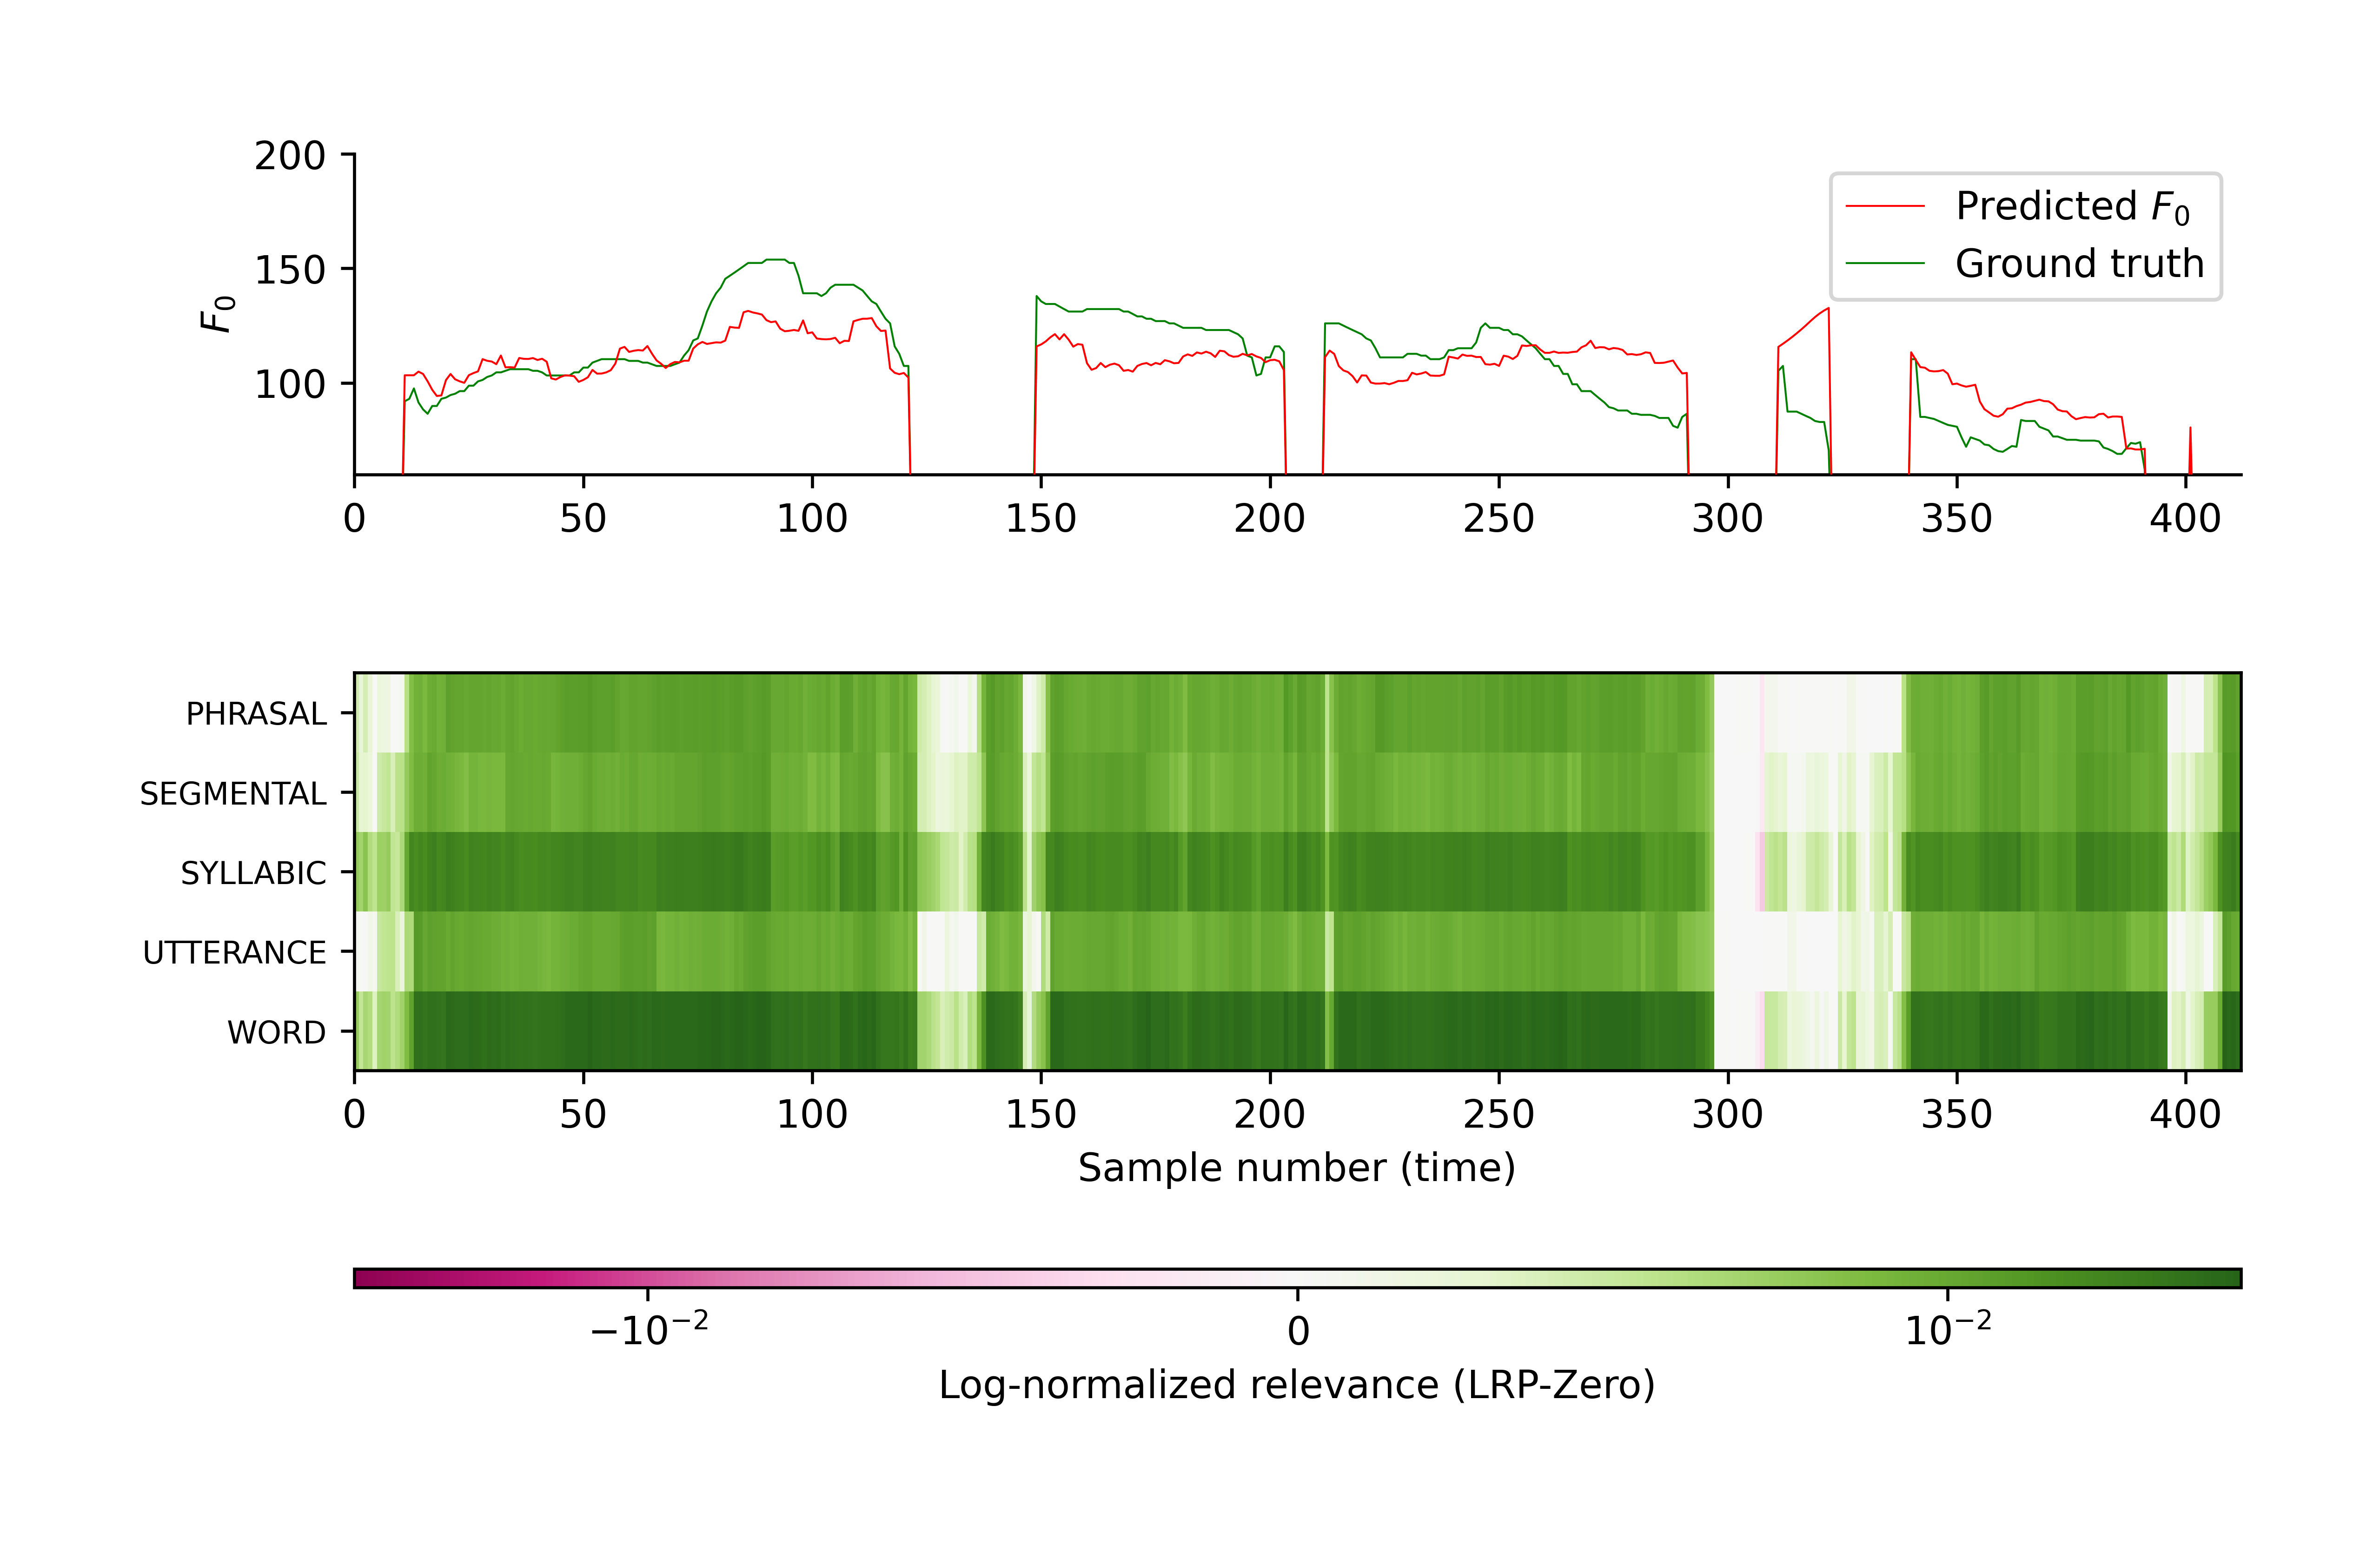 200
150
100
F₀
Predicted F₀
Ground truth
0 50 100 150 200 250 300 350 400
PHRASAL
SEGMENTAL
SYLLABIC
UTTERANCE
WORD
0 50 100 150 200 250 300 350 400
Sample number (time)
−10⁻² 0 10⁻²
Log-normalized relevance (LRP-Zero)